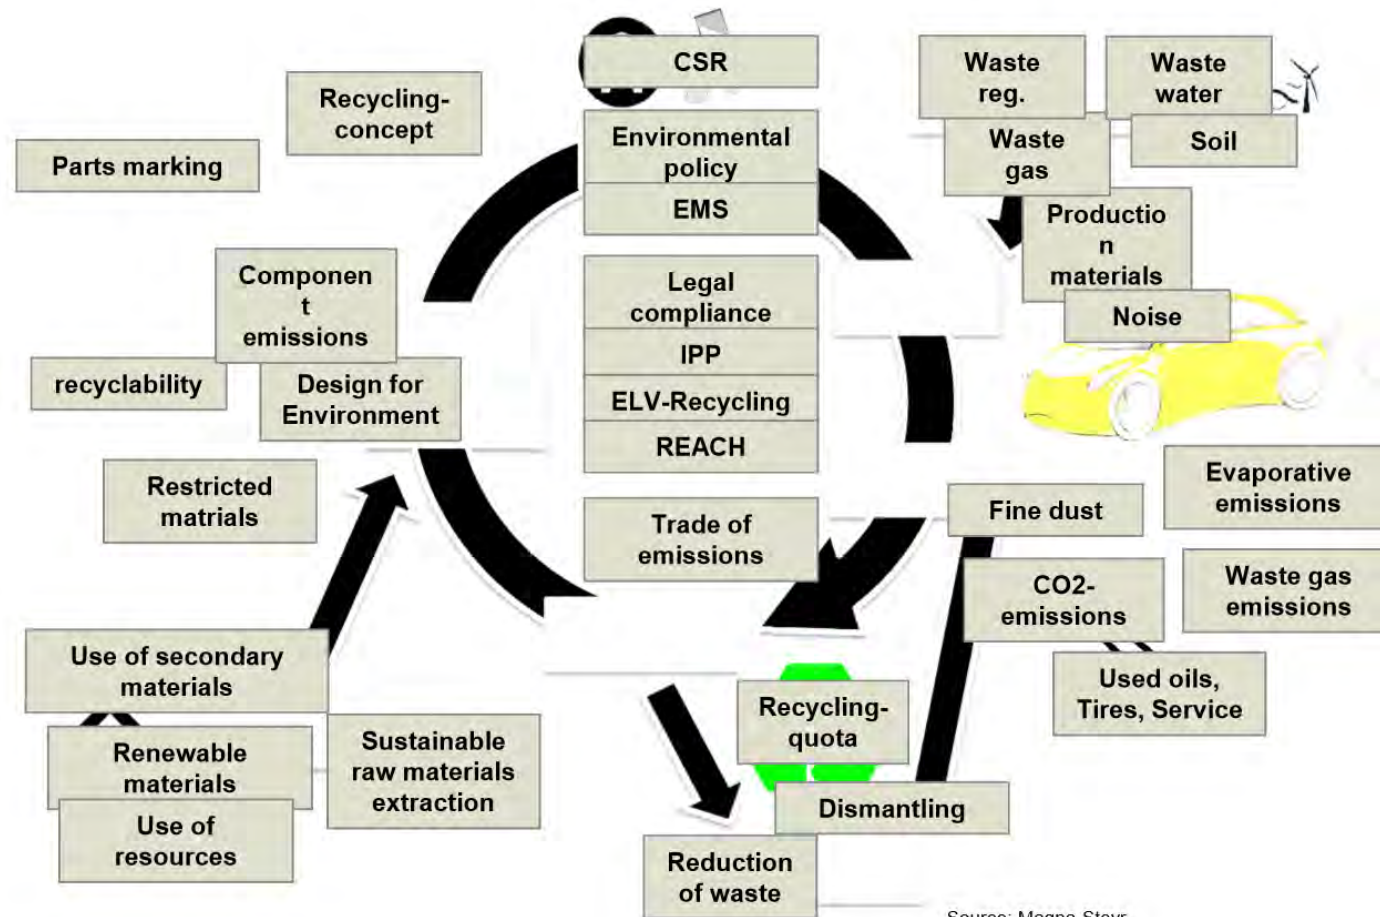 CSR
Waste
reg.
Waste
water
Recycling-
concept
Environmental
policy
Waste
gas
Soil
Parts marking
EMS
Productio
n
materials
Componen
t
emissions
Legal
compliance
Noise
IPP
recyclability
Design for
Environment
ELV-Recycling
REACH
Restricted
matrials
Evaporative
emissions
Fine dust
Trade of
emissions
CO2-
emissions
Waste gas
emissions
Use of secondary
materials
Used oils,
Tires, Service
Recycling-
quota
Renewable
materials
Sustainable
raw materials
extraction
Dismantling
Use of
resources
Reduction
of waste
Source: Magna Steyr